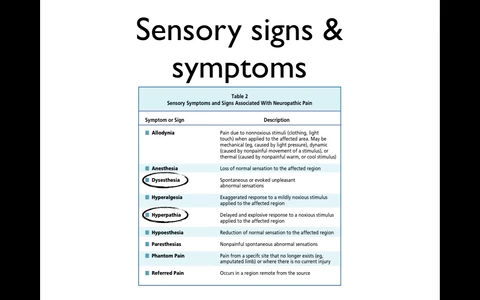 Sensory signs &
symptoms
Table 2
Sensory Symptoms and Signs Associated With Neuropathic Pain
Symptom or Sign Description
Allodynia Pain due to nonnoxious stimuli (clothing, light
touch) when applied to the affected area. May be
mechanical (eg, caused by light pressure), dynamic
(caused by nonpainful movement of a stimulus), or
thermal (caused by nonpainful warm, or cool stimulus)
Anesthesia Loss of normal sensation to the affected region
Dysesthesia Spontaneous or evoked unpleasant
abnormal sensations
Hyperalgesia Exaggerated response to a mildly noxious stimulus
applied to the affected region
Hyperpathia Delayed and explosive response to a noxious stimulus
applied to the affected region
Hypoesthesia Reduction of normal sensation to the affected region
Paresthesias Nonpainful spontaneous abnormal sensations
Phantom Pain Pain from a specific site that no longer exists (eg,
amputated limb) or where there is no current injury
Referred Pain Occurs in a region remote from the source